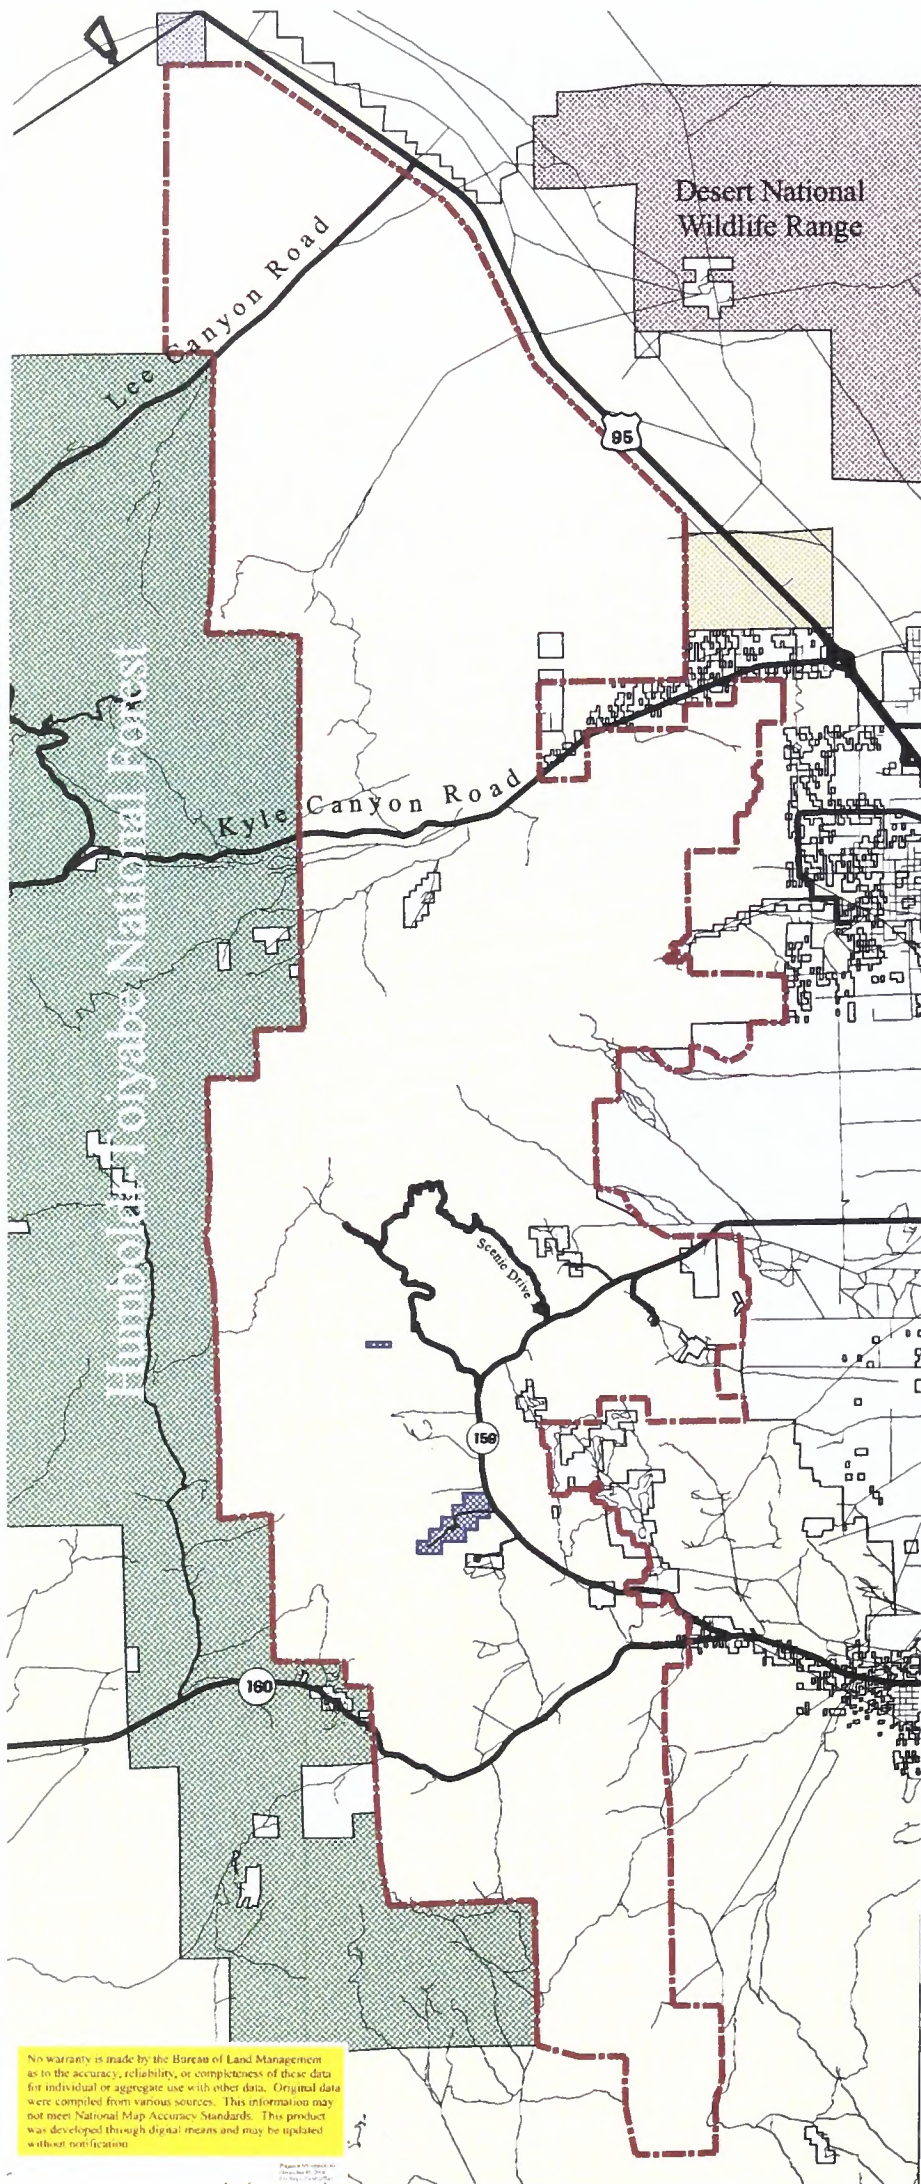 Desert National
Wildlife Range
Lee Canyon Road
95
Humboldt-Toiyabe National Forest
Kyle Canyon Road
Scenic Drive
159
160
No warranty is made by the Bureau of Land Management
as to the accuracy, reliability, or completeness of these data
for individual or aggregate use with other data. Original data
were compiled from various sources. This information may
not meet National Map Accuracy Standards. This product
was developed through digital means and may be updated
without notification